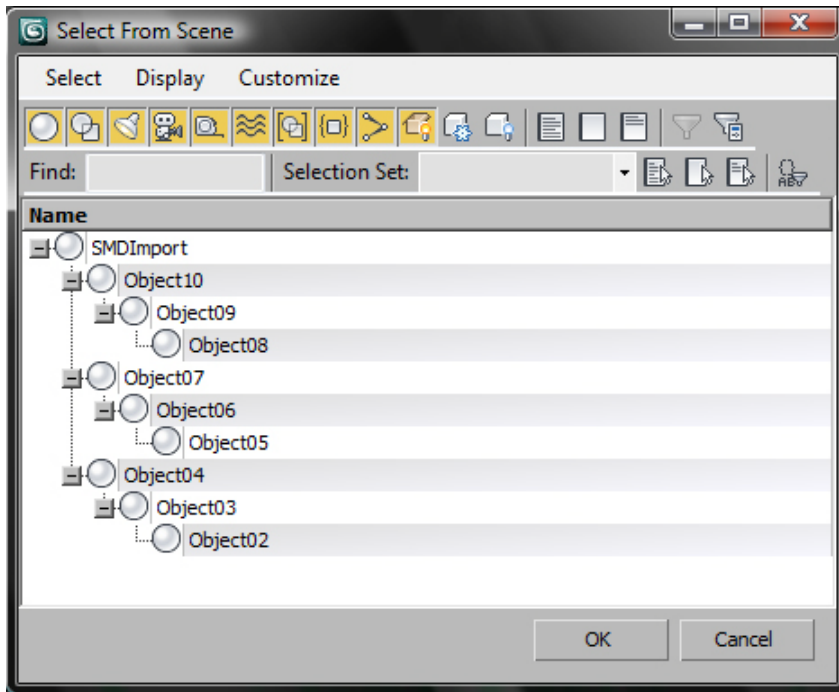 Select From Scene
Select Display Customize
Find: Selection Set:
Name
SMDImport
Object10
Object09
Object08
Object07
Object06
Object05
Object04
Object03
Object02
OK Cancel